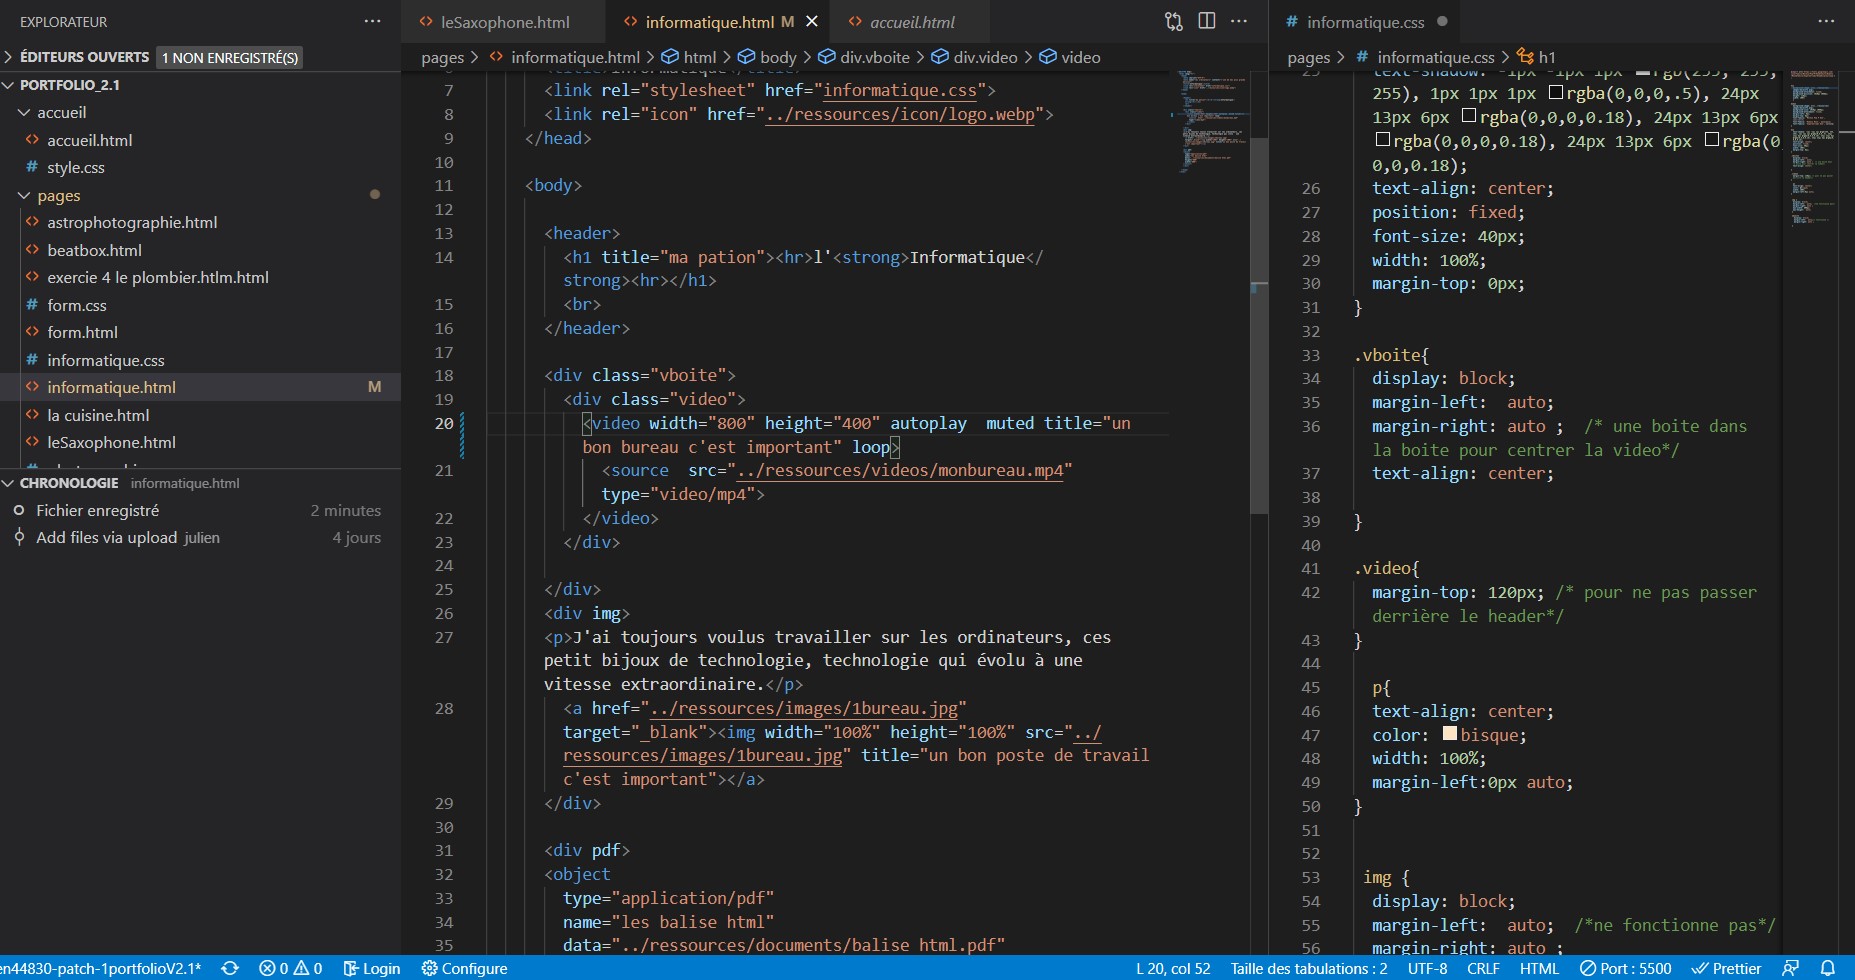 EXPLORATEUR
ÉDITEURS OUVERTS 1 NON ENREGISTRÉ(S)
PORTFOLIO_2.1
accueil
accueil.html
style.css
pages
astrophotographie.html
beatbox.html
exercie 4 le plombier.htlm.html
form.css
form.html
informatique.css
informatique.html M
la cuisine.html
leSaxophone.html
CHRONOLOGIE informatique.html
Fichier enregistré 2 minutes
Add files via upload julien 4 jours
leSaxophone.html informatique.html M accueil.html
pages > informatique.html > html > body > div.vboite > div.video > video
7 <link rel="stylesheet" href="informatique.css">
8 <link rel="icon" href="../ressources/icon/logo.webp">
9 </head>
10
11 <body>
12
13 <header>
14 <h1 title="ma pation"><hr>l'<strong>Informatique</
strong><hr></h1>
15 <br>
16 </header>
17
18 <div class="vboite">
19 <div class="video">
20 <video width="800" height="400" autoplay  muted title="un
bon bureau c'est important" loop>
21 <source  src="../ressources/videos/monbureau.mp4"
type="video/mp4">
22 </video>
23 </div>
24
25 </div>
26 <div img>
27 <p>J'ai toujours voulus travailler sur les ordinateurs, ces
petit bijoux de technologie, technologie qui évolu à une
vitesse extraordinaire.</p>
28 <a href="../ressources/images/1bureau.jpg"
target="_blank"><img width="100%" height="100%" src="../
ressources/images/1bureau.jpg" title="un bon poste de travail
c'est important"></a>
29 </div>
30
31 <div pdf>
32 <object
33 type="application/pdf"
34 name="les balise html"
35 data="../ressources/documents/balise html.pdf"
# informatique.css
pages > # informatique.css > h1
25 text-shadow: -1px -1px 1px rgb(255, 255,
255), 1px 1px 1px rgba(0,0,0,.5), 24px
13px 6px rgba(0,0,0,0.18), 24px 13px 6px
rgba(0,0,0,0.18), 24px 13px 6px rgba(0,
0,0,0.18);
26 text-align: center;
27 position: fixed;
28 font-size: 40px;
29 width: 100%;
30 margin-top: 0px;
31 }
32
33 .vboite{
34 display: block;
35 margin-left:  auto;
36 margin-right: auto ;  /* une boite dans
la boite pour centrer la video*/
37 text-align: center;
38
39 }
40
41 .video{
42 margin-top: 120px; /* pour ne pas passer
derrière le header*/
43 }
44
45 p{
46 text-align: center;
47 color: bisque;
48 width: 100%;
49 margin-left:0px auto;
50 }
51
52
53 img {
54 display: block;
55 margin-left:  auto;  /*ne fonctionne pas*/
56 margin-right: auto ;
en44830-patch-1portfolioV2.1* 0 0 Login Configure L 20, col 52 Taille des tabulations : 2 UTF-8 CRLF HTML Port : 5500 Prettier